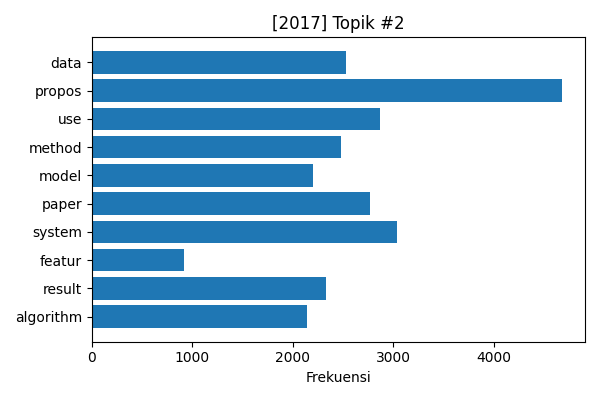 [2017] Topik #2
data
propos
use
method
model
paper
system
featur
result
algorithm
0 1000 2000 3000 4000
Frekuensi